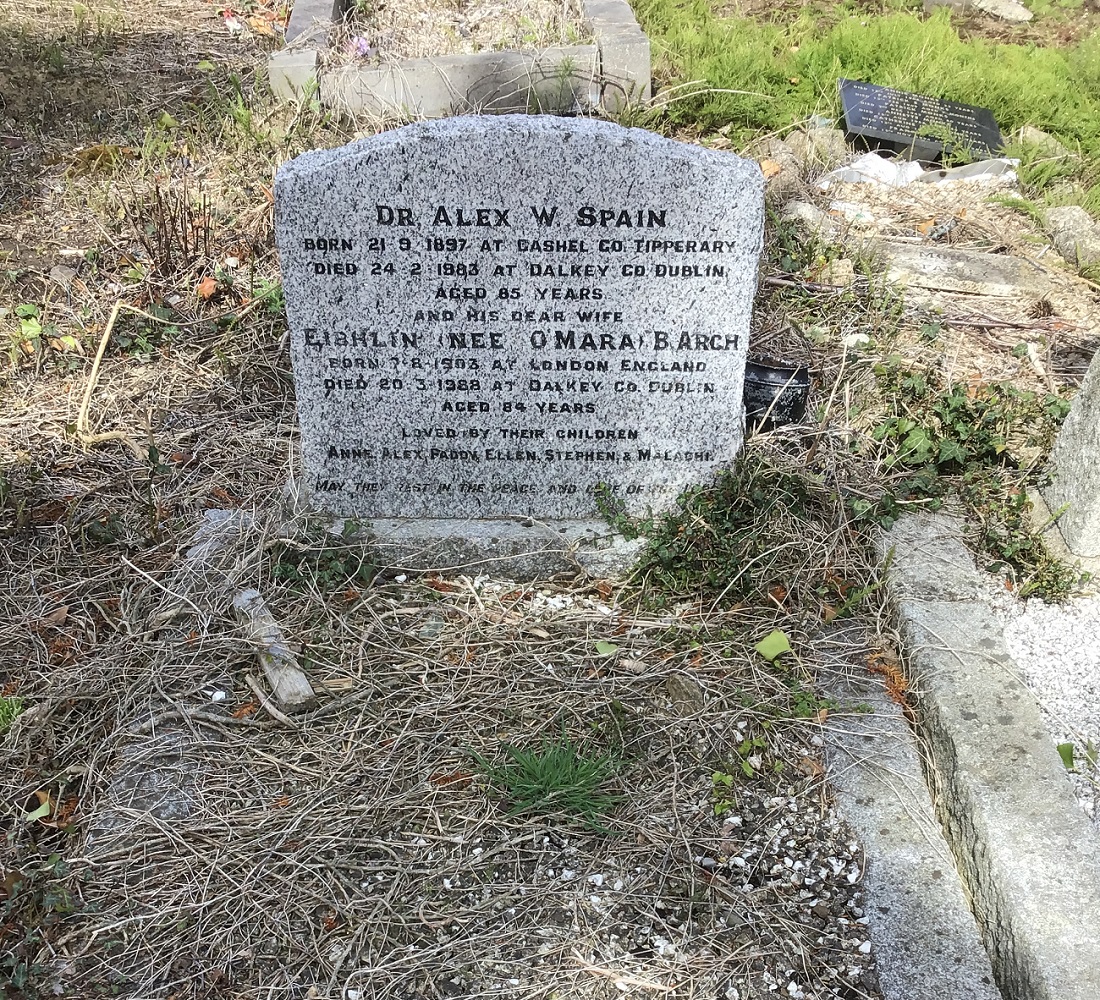 DR ALEX W SPAIN
BORN 21 9 1897 AT CASHEL CO. TIPPERARY
DIED 24 2 1983 AT DALKEY CO. DUBLIN.
AGED 85 YEARS
AND HIS DEAR WIFE
EIBHLIN (NEE O'MARA) B. ARCH
BORN 7-8-1903 AT LONDON ENGLAND
DIED 20 3-1988 AT DALKEY CO. DUBLIN.
AGED 84 YEARS
LOVED BY THEIR CHILDREN
ANNE, ALEX, PADDY, ELLEN, STEPHEN, & MALACHI.
MAY THEY REST IN THE PEACE AND LOVE OF